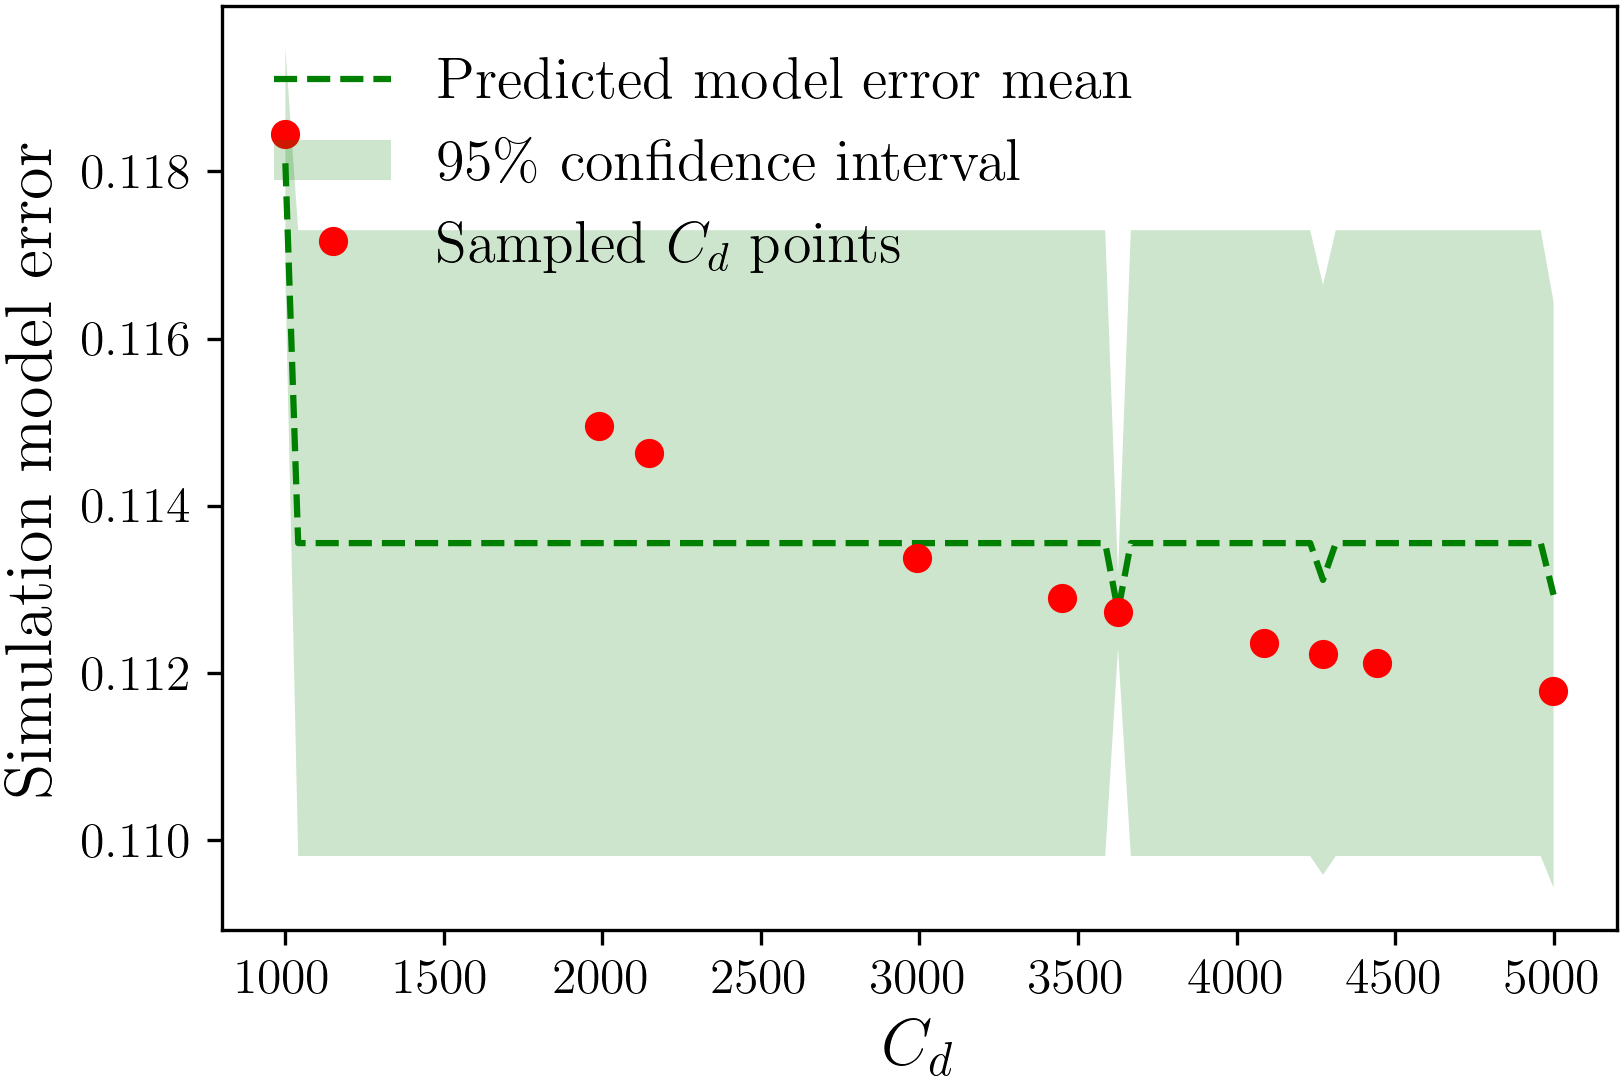 Predicted model error mean
95% confidence interval
Sampled C_d points
Simulation model error
0.118
0.116
0.114
0.112
0.110
1000 1500 2000 2500 3000 3500 4000 4500 5000
C_d